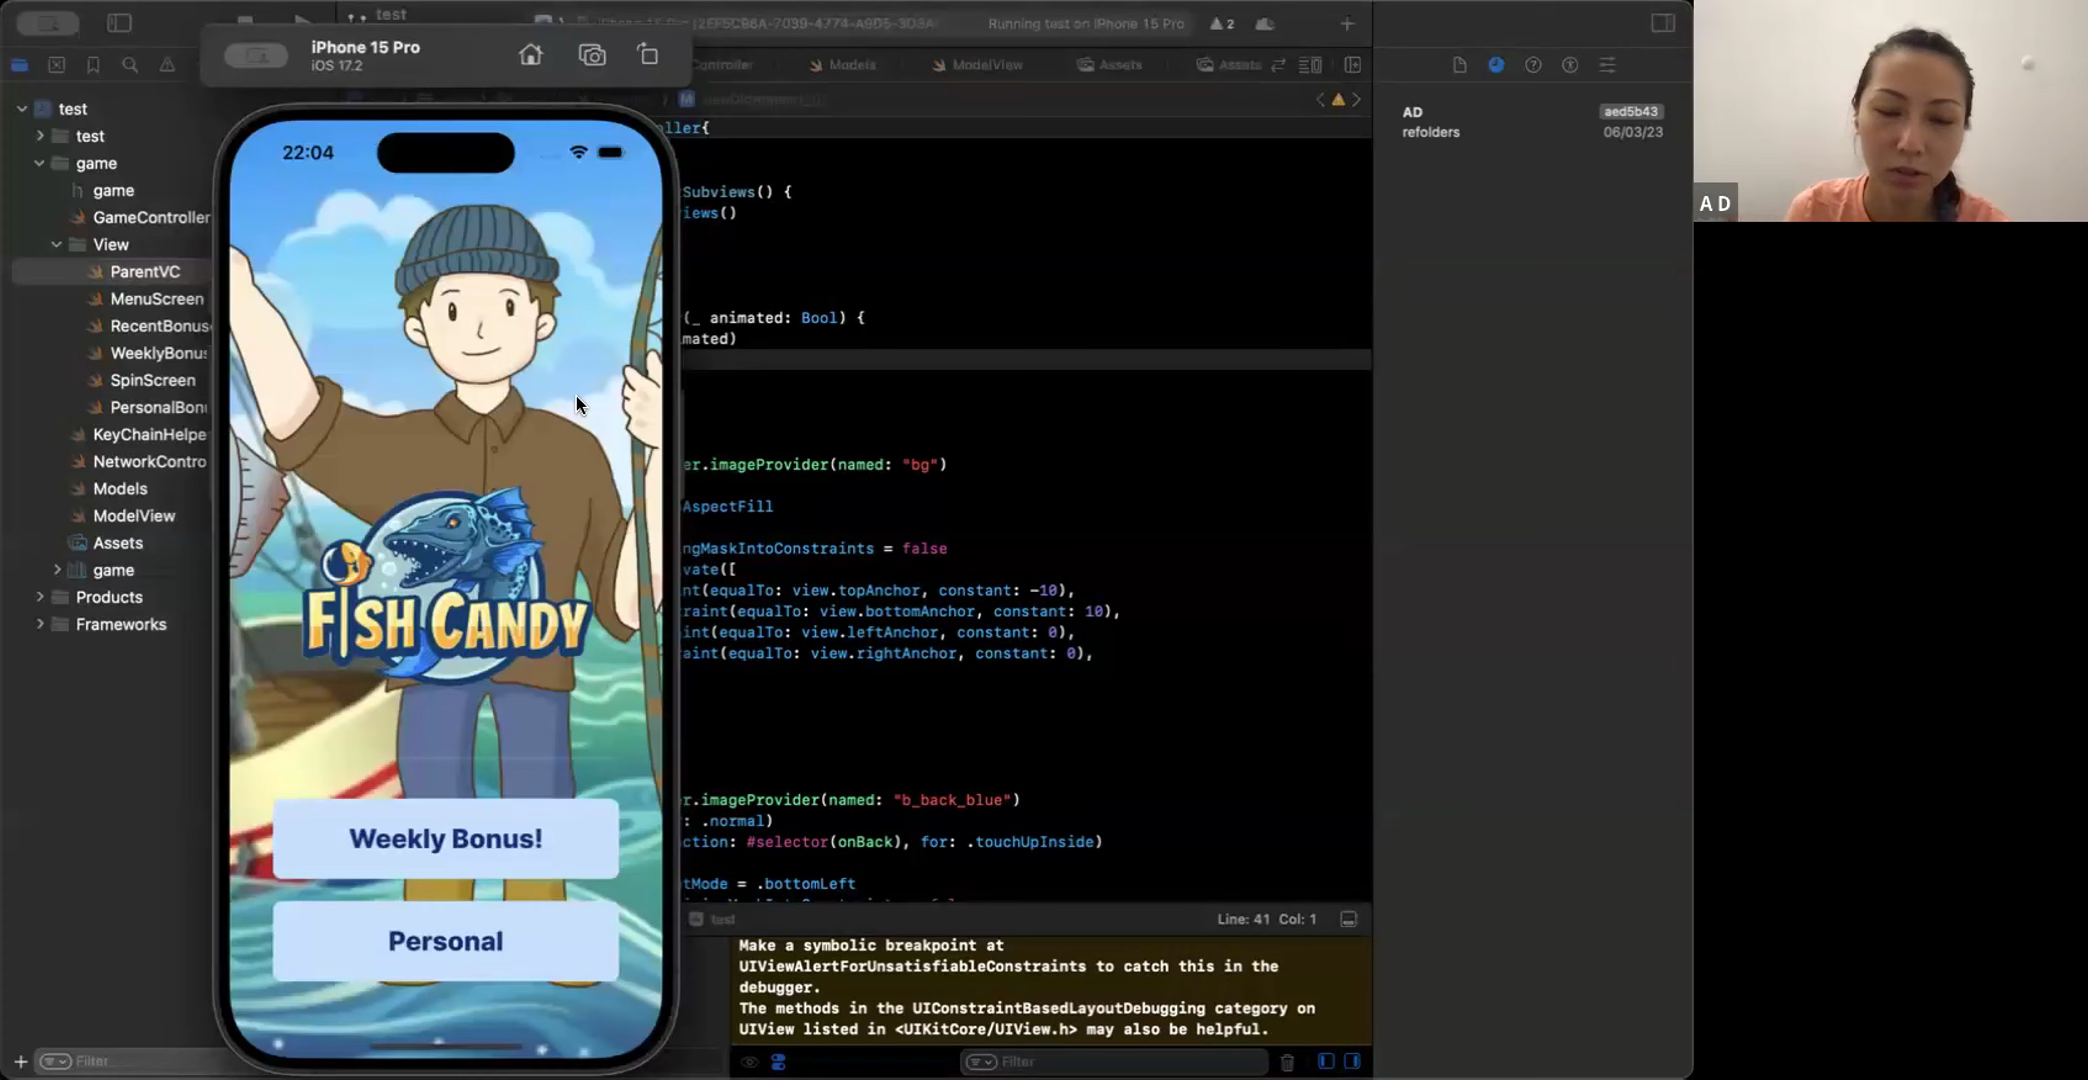 test
Running test on iPhone 15 Pro
2
iPhone 15 Pro
iOS 17.2
Models
ModelView
Assets
Assets
test
test
game
game
GameController
View
ParentVC
MenuScreen
RecentBonus
WeeklyBonus
SpinScreen
PersonalBon
KeyChainHelpe
NetworkContro
Models
ModelView
Assets
game
Products
Frameworks
Filter
22:04
FISH CANDY
Weekly Bonus!
Personal
ller{
Subviews() {
iews()
(_ animated: Bool) {
mated)
er.imageProvider(named: "bg")
AspectFill
ngMaskIntoConstraints = false
vate([
nt(equalTo: view.topAnchor, constant: -10),
raint(equalTo: view.bottomAnchor, constant: 10),
int(equalTo: view.leftAnchor, constant: 0),
aint(equalTo: view.rightAnchor, constant: 0),
r.imageProvider(named: "b_back_blue")
: .normal)
ction: #selector(onBack), for: .touchUpInside)
tMode = .bottomLeft
test
Line: 41 Col: 1
Make a symbolic breakpoint at
UIViewAlertForUnsatisfiableConstraints to catch this in the
debugger.
The methods in the UIConstraintBasedLayoutDebugging category on
UIView listed in <UIKitCore/UIView.h> may also be helpful.
Filter
AD
aed5b43
refolders
06/03/23
A D